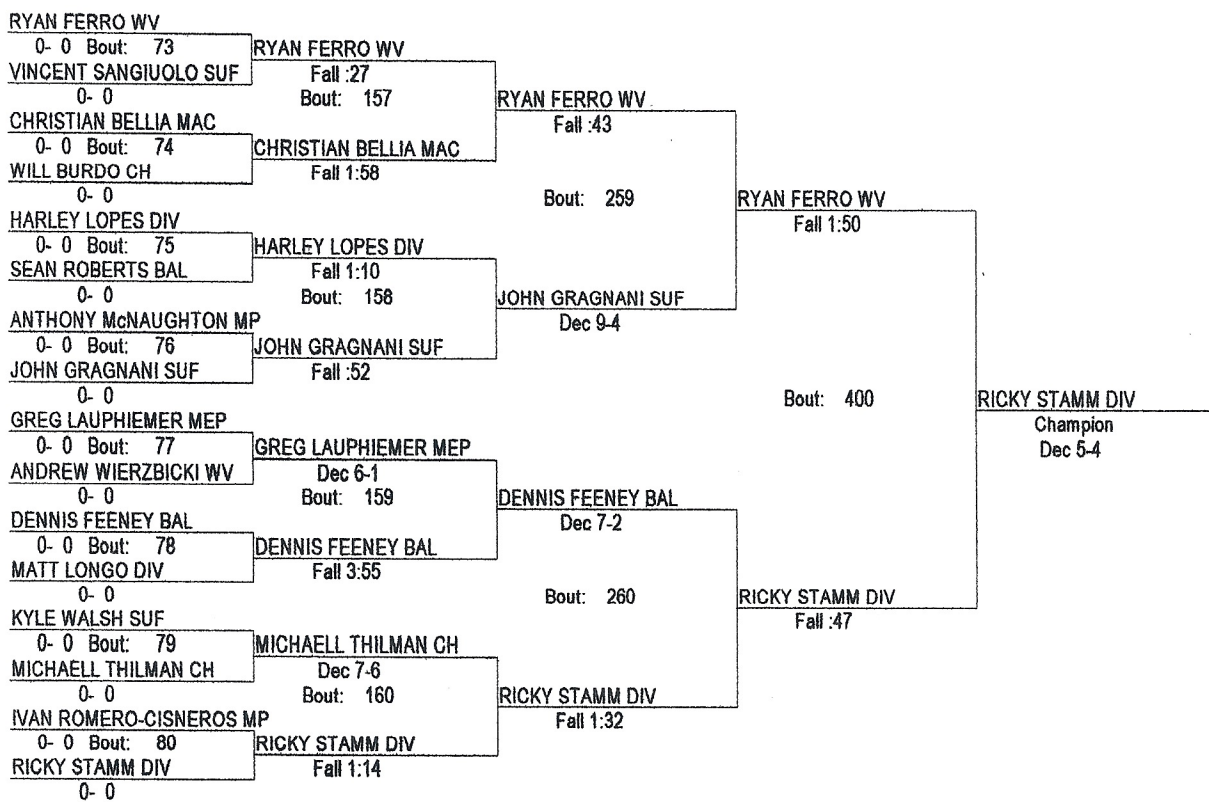 RYAN FERRO WV
0- 0 Bout: 73
VINCENT SANGIUOLO SUF
0- 0
CHRISTIAN BELLIA MAC
0- 0 Bout: 74
WILL BURDO CH
0- 0
HARLEY LOPES DIV
0- 0 Bout: 75
SEAN ROBERTS BAL
0- 0
ANTHONY McNAUGHTON MP
0- 0 Bout: 76
JOHN GRAGNANI SUF
0- 0
GREG LAUPHIEMER MEP
0- 0 Bout: 77
ANDREW WIERZBICKI WV
0- 0
DENNIS FEENEY BAL
0- 0 Bout: 78
MATT LONGO DIV
0- 0
KYLE WALSH SUF
0- 0 Bout: 79
MICHAELL THILMAN CH
0- 0
IVAN ROMERO-CISNEROS MP
0- 0 Bout: 80
RICKY STAMM DIV
0- 0
RYAN FERRO WV
Fall :27
Bout: 157
CHRISTIAN BELLIA MAC
Fall 1:58
HARLEY LOPES DIV
Fall 1:10
Bout: 158
JOHN GRAGNANI SUF
Fall :52
GREG LAUPHIEMER MEP
Dec 6-1
Bout: 159
DENNIS FEENEY BAL
Fall 3:55
MICHAELL THILMAN CH
Dec 7-6
Bout: 160
RICKY STAMM DIV
Fall 1:14
RYAN FERRO WV
Fall :43
Bout: 259
JOHN GRAGNANI SUF
Dec 9-4
DENNIS FEENEY BAL
Dec 7-2
Bout: 260
RICKY STAMM DIV
Fall 1:32
RYAN FERRO WV
Fall 1:50
Bout: 400
RICKY STAMM DIV
Fall :47
RICKY STAMM DIV
Champion
Dec 5-4